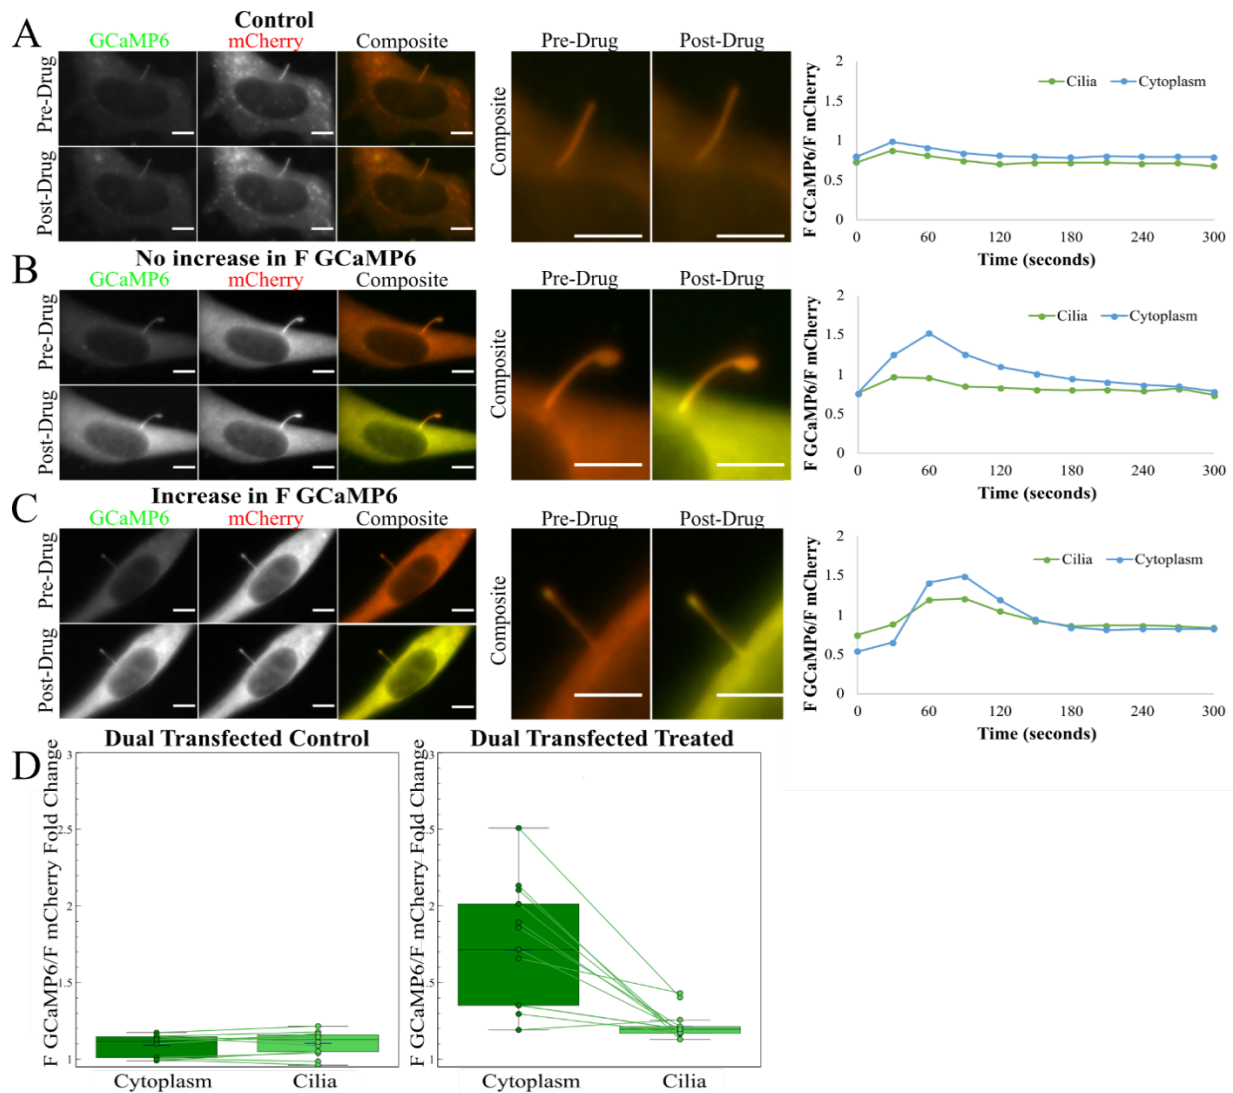 A
Control
GCaMP6 mCherry Composite
Pre-Drug
Post-Drug
Pre-Drug Post-Drug
Composite
F GCaMP6/F mCherry
2
1.5
1
0.5
0
Cilia Cytoplasm
0 60 120 180 240 300
Time (seconds)
B
No increase in F GCaMP6
GCaMP6 mCherry Composite
Pre-Drug
Post-Drug
Pre-Drug Post-Drug
Composite
F GCaMP6/F mCherry
2
1.5
1
0.5
0
Cilia Cytoplasm
0 60 120 180 240 300
Time (seconds)
C
Increase in F GCaMP6
GCaMP6 mCherry Composite
Pre-Drug
Post-Drug
Pre-Drug Post-Drug
Composite
F GCaMP6/F mCherry
2
1.5
1
0.5
0
Cilia Cytoplasm
0 60 120 180 240 300
Time (seconds)
D
Dual Transfected Control
F GCaMP6/F mCherry Fold Change
3
2.5
2
1.5
1
Cytoplasm Cilia
Dual Transfected Treated
F GCaMP6/F mCherry Fold Change
3
2.5
2
1.5
1
Cytoplasm Cilia